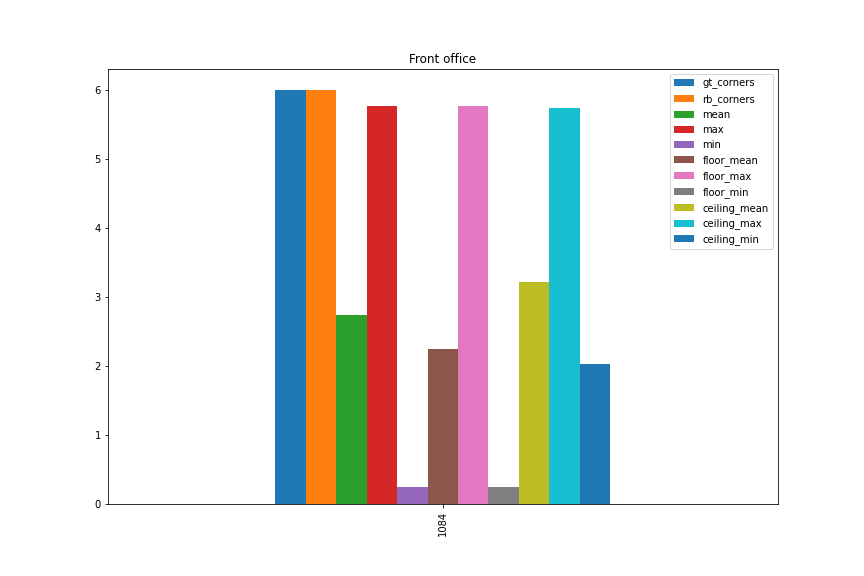 Front office
gt_corners
rb_corners
mean
max
min
floor_mean
floor_max
floor_min
ceiling_mean
ceiling_max
ceiling_min
6
5
4
3
2
1
0
1084